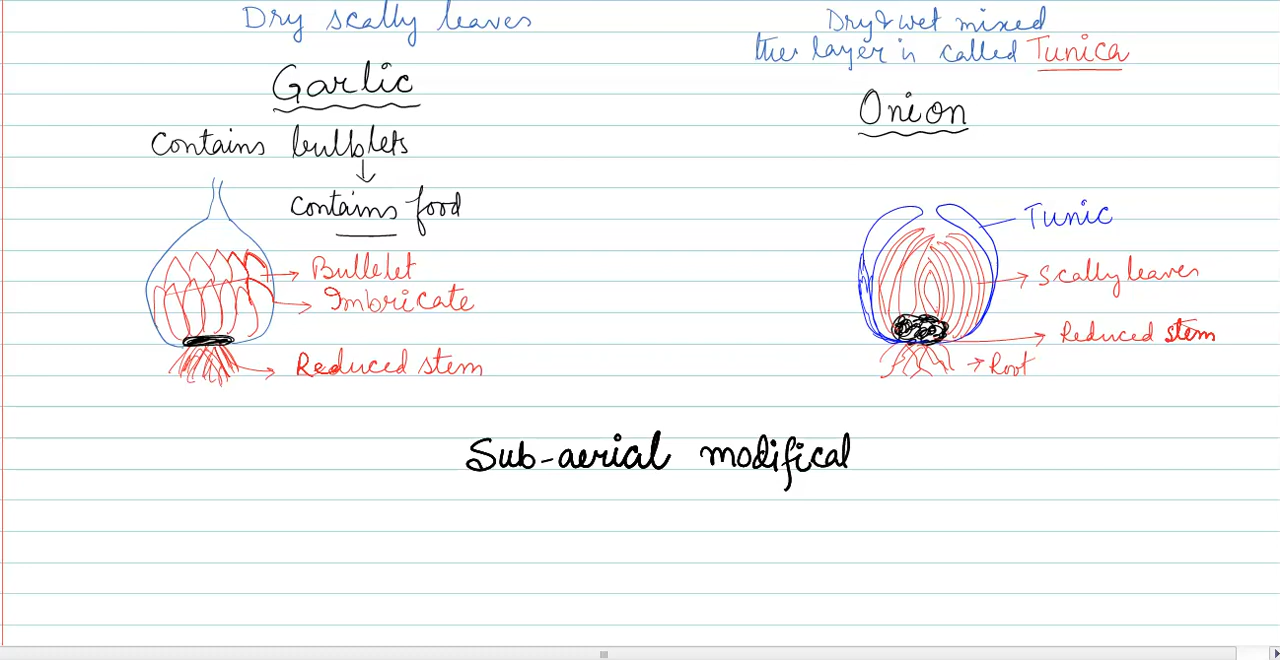 Dry scally leaves
Dry & wet mixed
the layer is called Tunica
Garlic
Onion
Contains bulblets
contains food
Bullelet
Imbricate
Reduced stem
Tunic
Scally leaves
Reduced stem
Root
Sub-aerial modifical